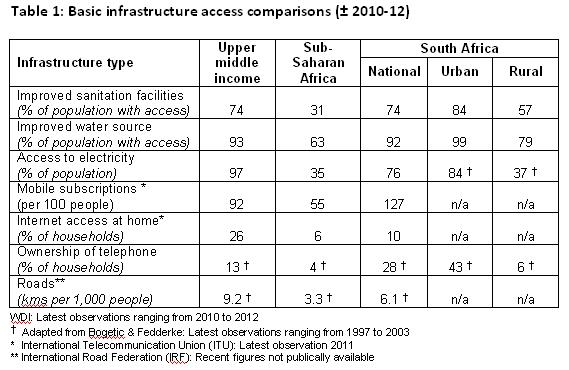 Table 1: Basic infrastructure access comparisons (± 2010-12)
Infrastructure type
Upper middle income
Sub-Saharan Africa
South Africa
National Urban Rural
Improved sanitation facilities
(% of population with access) 74 31 74 84 57
Improved water source
(% of population with access) 93 63 92 99 79
Access to electricity
(% of population) 97 35 76 84 † 37 †
Mobile subscriptions *
(per 100 people) 92 55 127 n/a n/a
Internet access at home*
(% of households) 26 6 10 n/a n/a
Ownership of telephone
(% of households) 13 † 4 † 28 † 43 † 6 †
Roads**
(kms per 1,000 people) 9.2 † 3.3 † 6.1 † n/a n/a
WDI: Latest observations ranging from 2010 to 2012
† Adapted from Bogetic & Fedderke: Latest observations ranging from 1997 to 2003
* International Telecommunication Union (ITU): Latest observation 2011
** International Road Federation (IRF): Recent figures not publically available